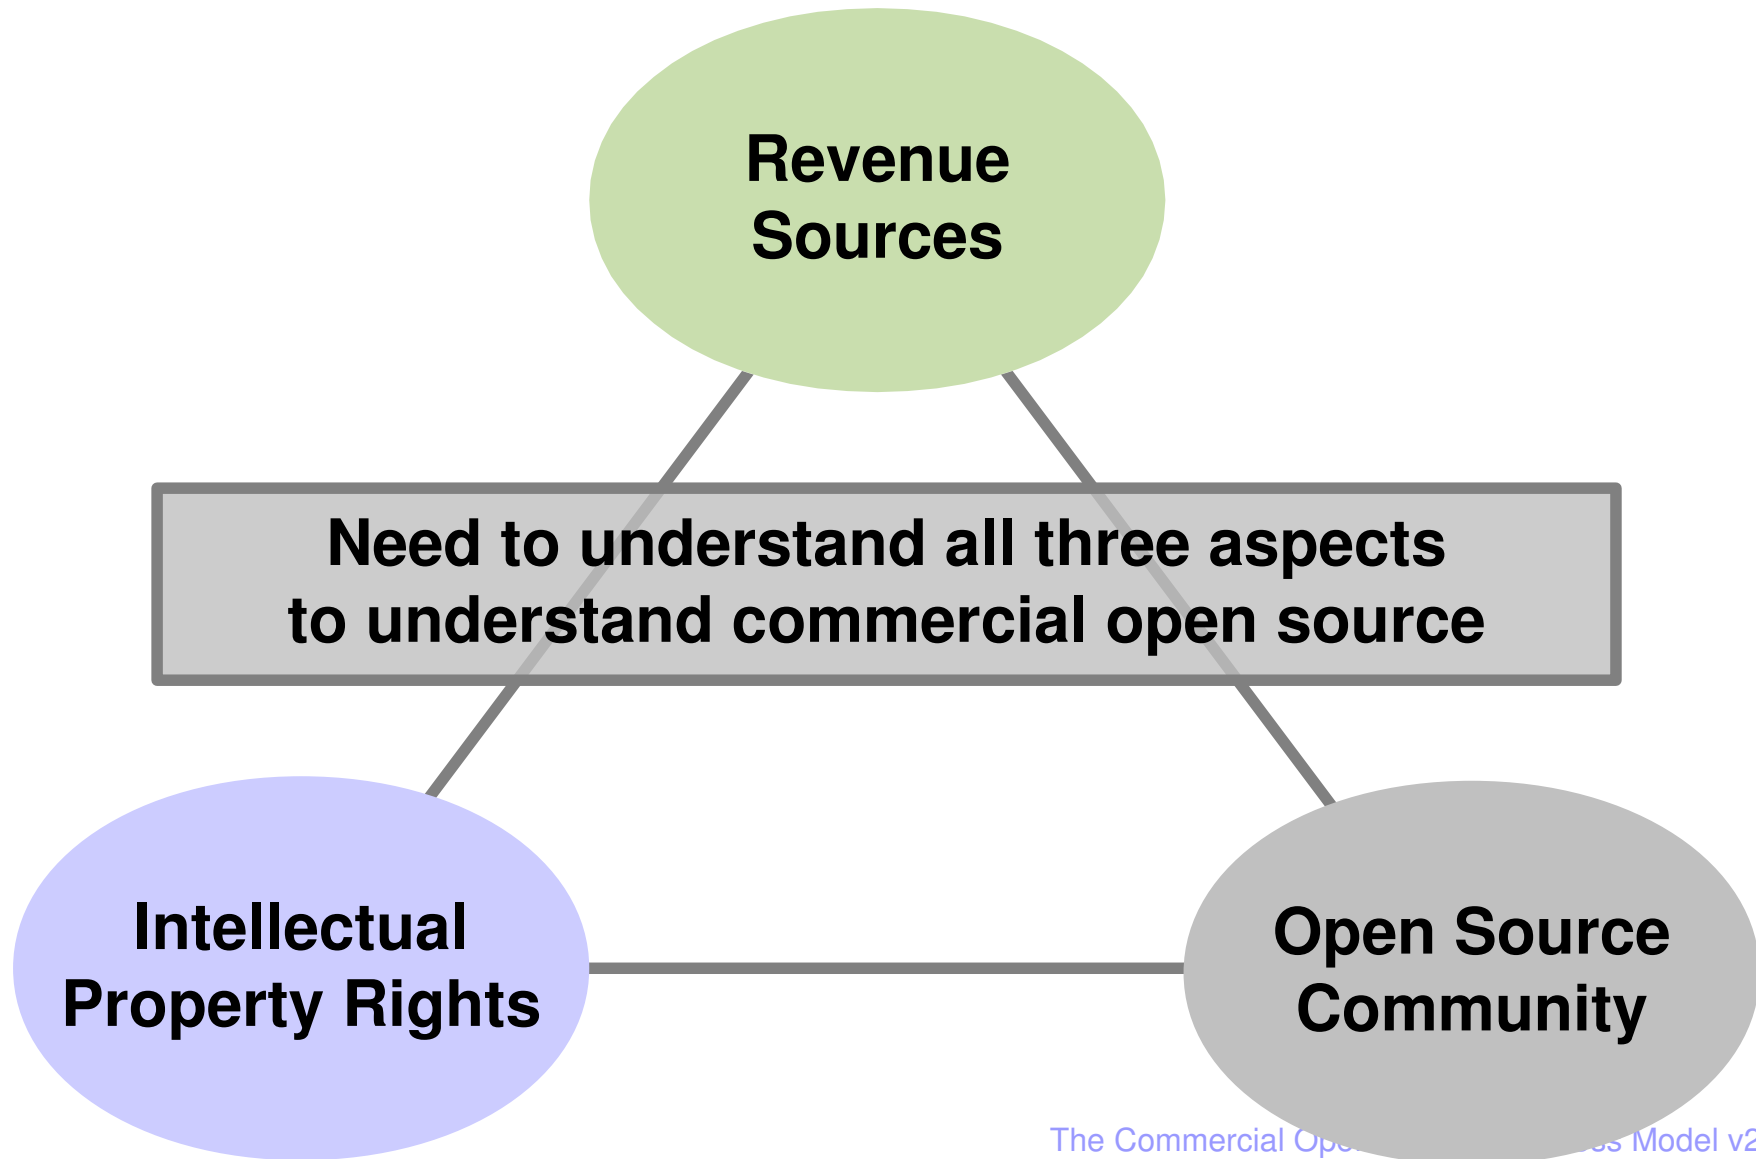 Revenue
Sources
Need to understand all three aspects
to understand commercial open source
Intellectual
Property Rights
Open Source
Community
The Commercial Model